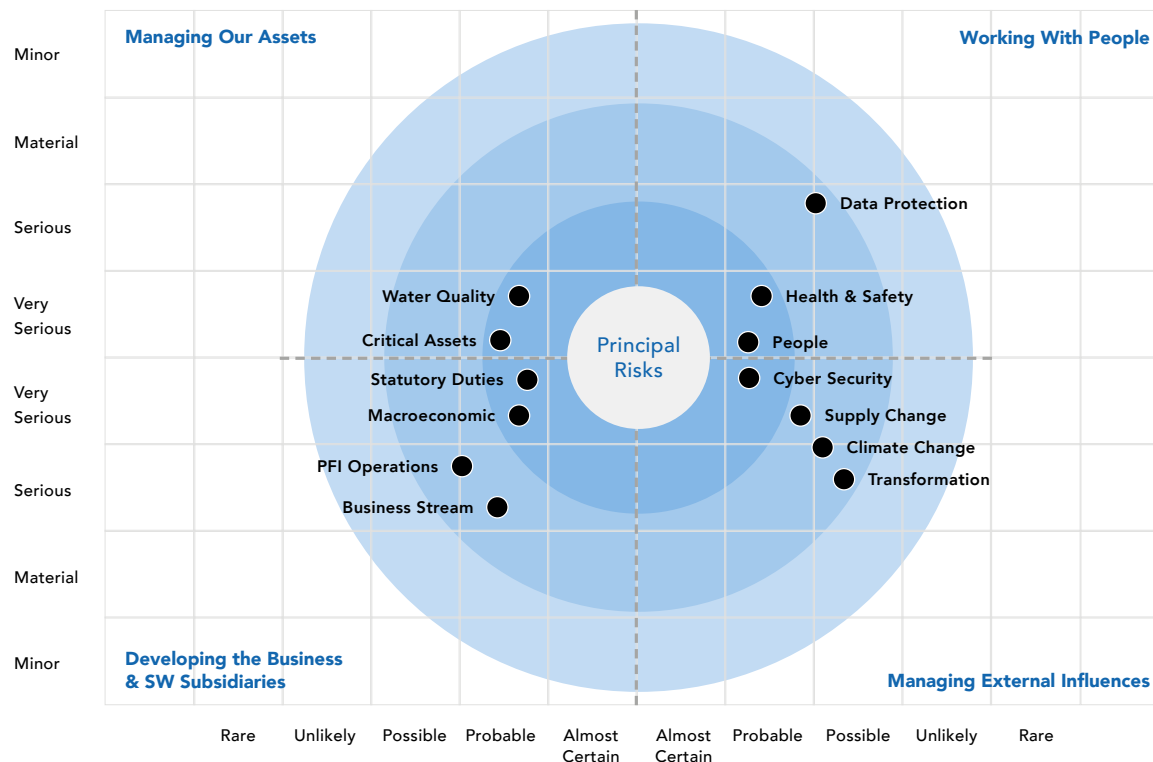 Managing Our Assets
Working With People
Minor
Material
Serious
Data Protection
Very
Serious
Water Quality
Health & Safety
Critical Assets
People
Principal
Risks
Very
Serious
Statutory Duties
Cyber Security
Macroeconomic
Supply Change
Climate Change
PFI Operations
Transformation
Serious
Business Stream
Material
Minor
Developing the Business
& SW Subsidiaries
Managing External Influences
Rare
Unlikely
Possible
Probable
Almost
Certain
Almost
Certain
Probable
Possible
Unlikely
Rare